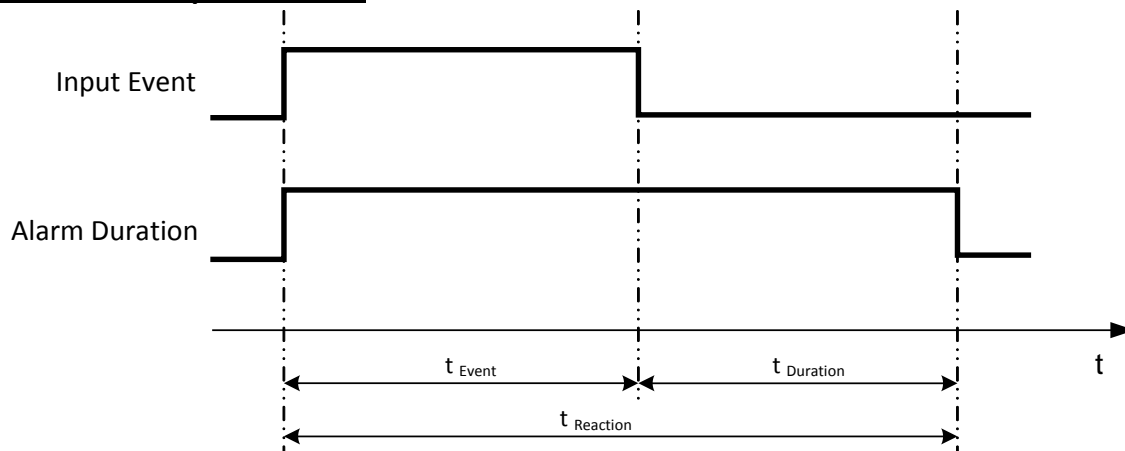 Input Event
Alarm Duration
t
t Event
t Duration
t Reaction